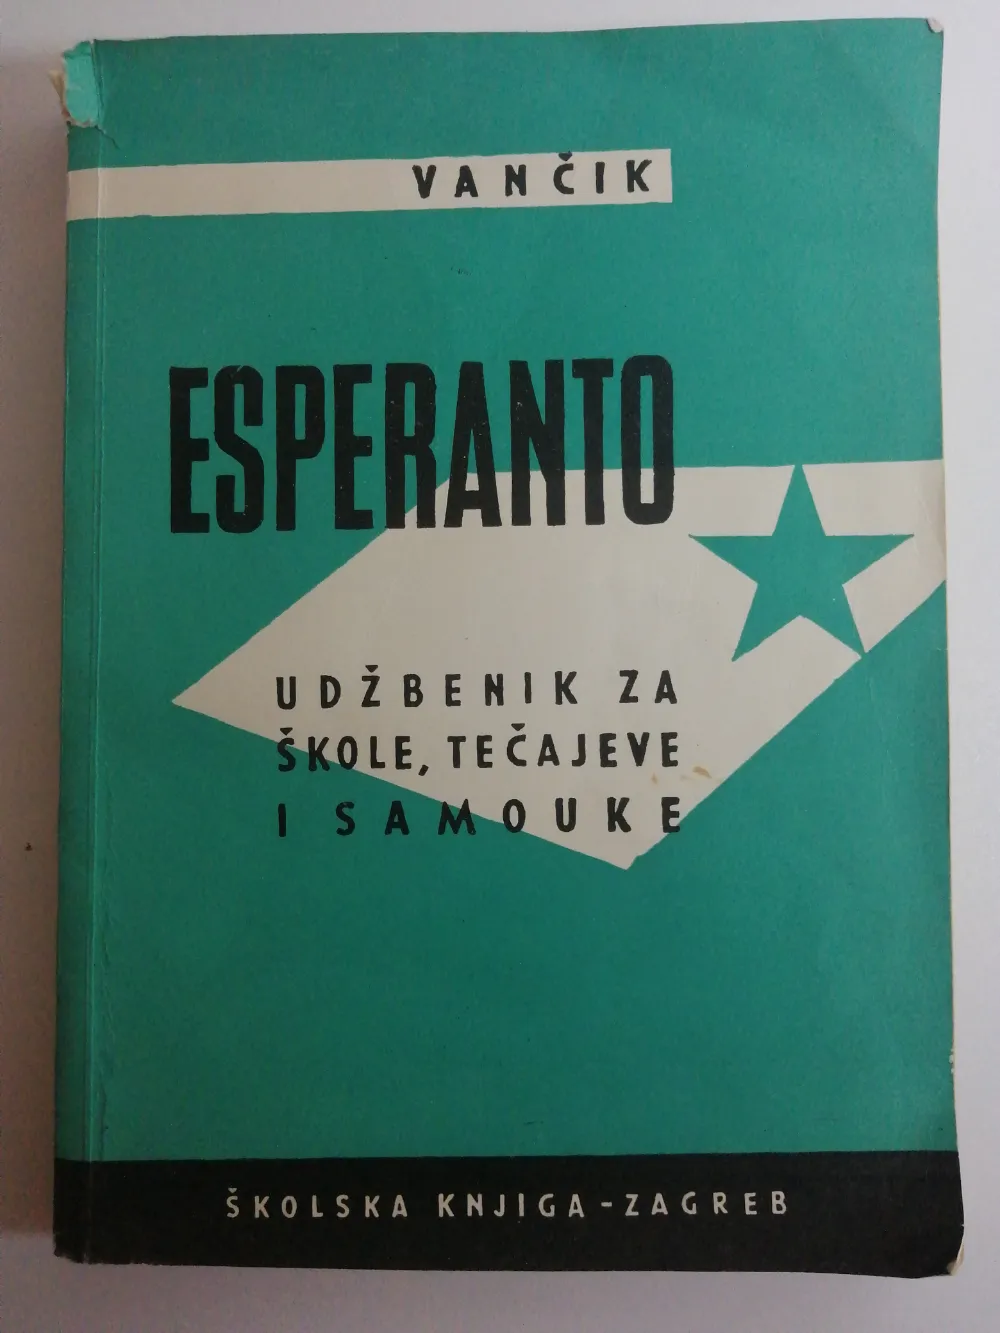 VANČIK
ESPERANTO
UDŽBENIK ZA
ŠKOLE, TEČAJEVE
I SAMOUKE
ŠKOLSKA KNJIGA-ZAGREB